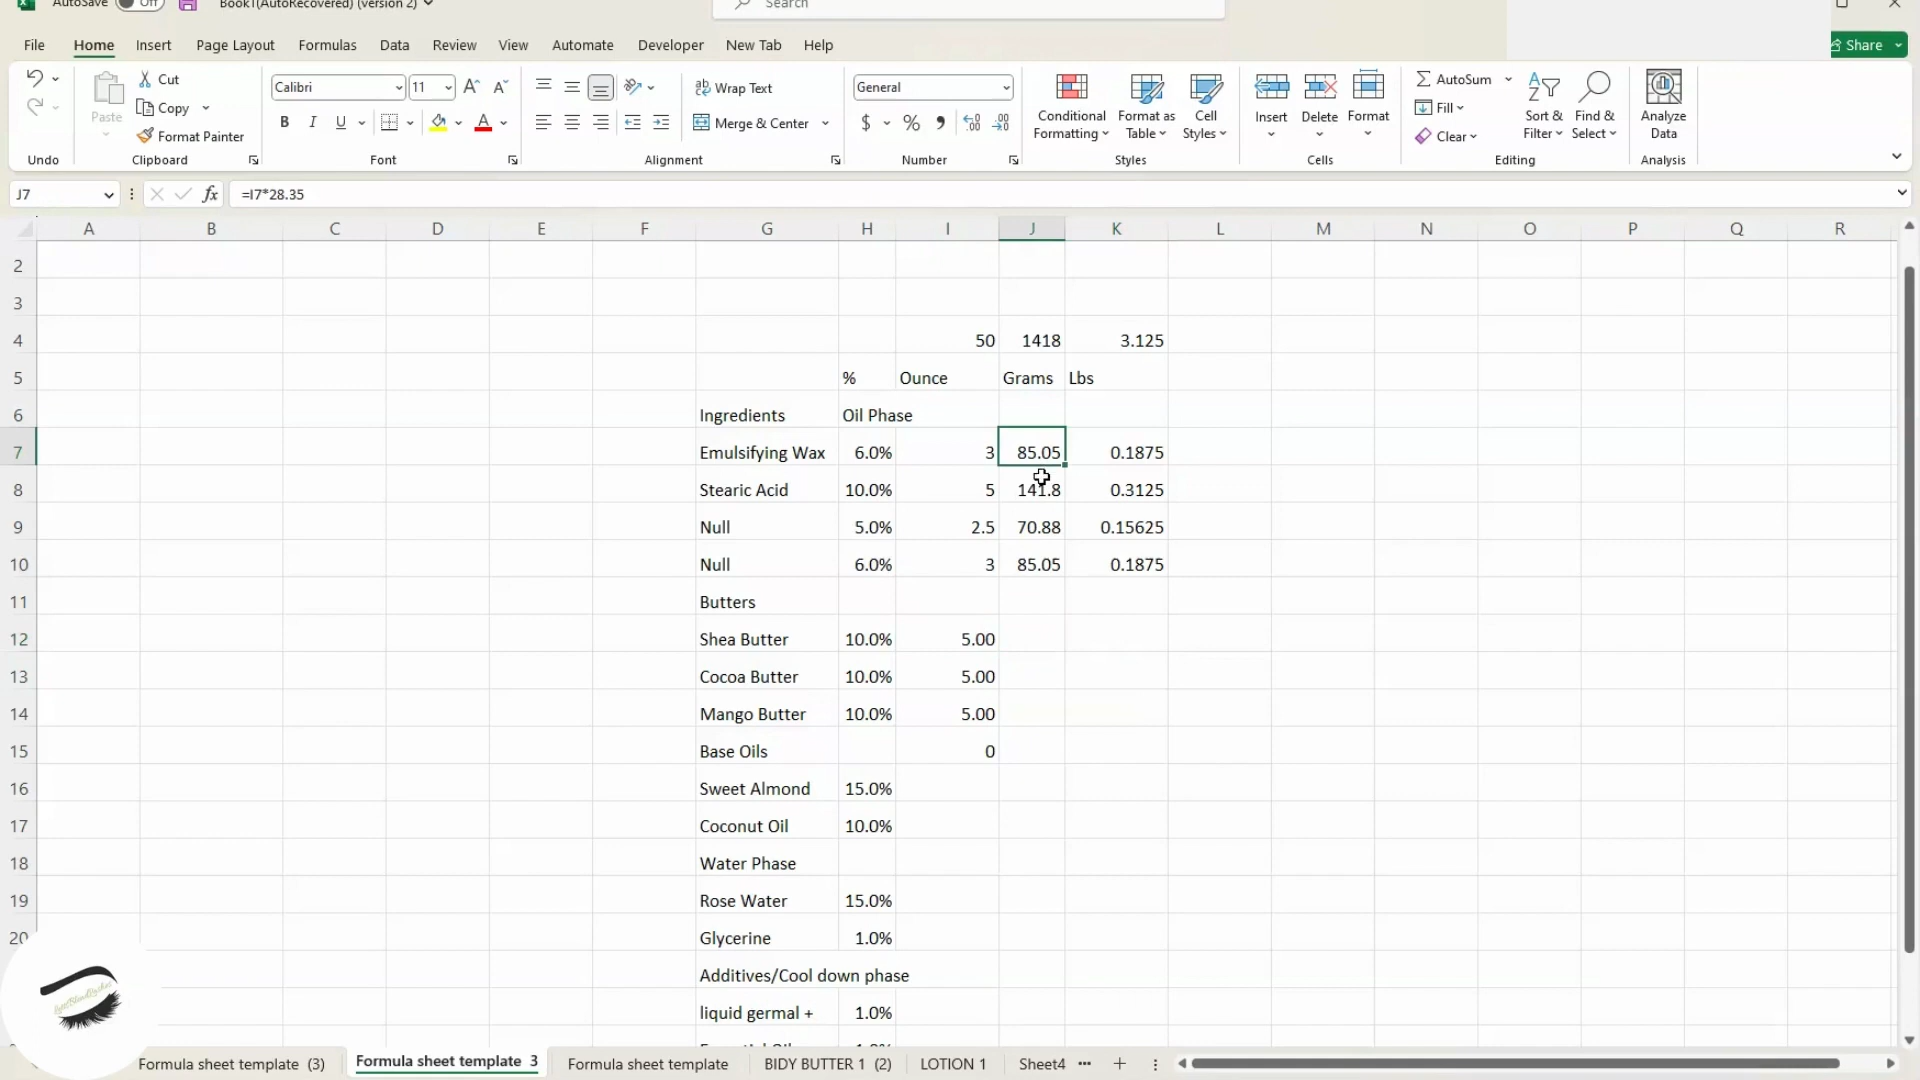 AutoSave Off Book1(AutoRecovered) (version 2) Search
File Home Insert Page Layout Formulas Data Review View Automate Developer New Tab Help Share
Paste Cut Copy Format Painter
Calibri 11 Wrap Text Merge & Center General
Conditional Formatting Format as Table Cell Styles Insert Delete Format
AutoSum Fill Clear Sort & Filter Find & Select Analyze Data
Undo Clipboard Font Alignment Number Styles Cells Editing Analysis
J7 fx =I7*28.35
A B C D E F G H I J K L M N O P Q R
2
3
4 50 1418 3.125
5 % Ounce Grams Lbs
6 Ingredients Oil Phase
7 Emulsifying Wax 6.0% 3 85.05 0.1875
8 Stearic Acid 10.0% 5 141.8 0.3125
9 Null 5.0% 2.5 70.88 0.15625
10 Null 6.0% 3 85.05 0.1875
11 Butters
12 Shea Butter 10.0% 5.00
13 Cocoa Butter 10.0% 5.00
14 Mango Butter 10.0% 5.00
15 Base Oils 0
16 Sweet Almond 15.0%
17 Coconut Oil 10.0%
18 Water Phase
19 Rose Water 15.0%
20 Glycerine 1.0%
Additives/Cool down phase
liquid germal + 1.0%
Formula sheet template (3) Formula sheet template 3 Formula sheet template BIDY BUTTER 1 (2) LOTION 1 Sheet4